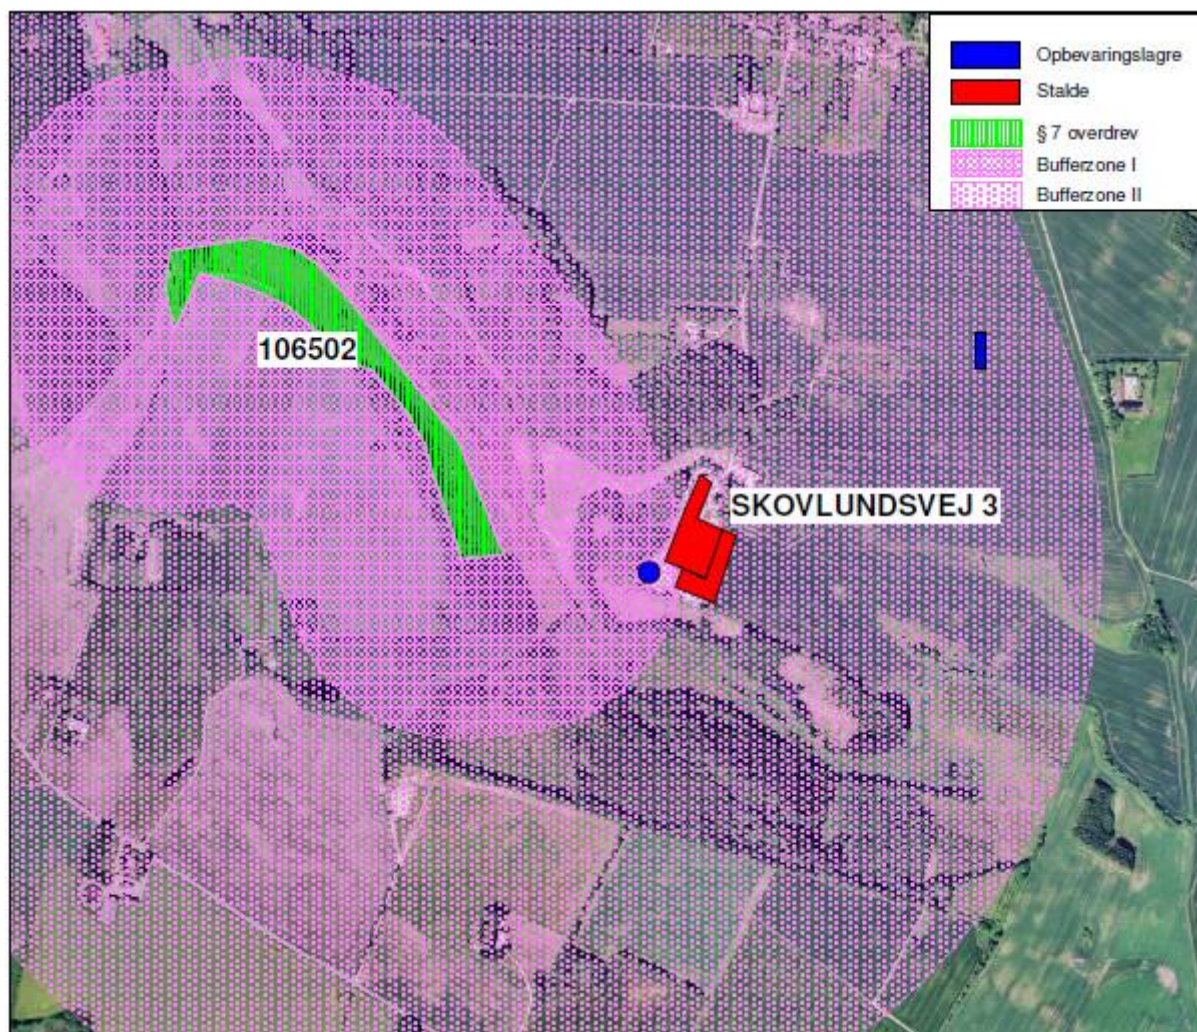 Opbevaringslagre
Stalde
§ 7 overdrev
Bufferzone I
Bufferzone II
106502
SKOVLUNDSVEJ 3